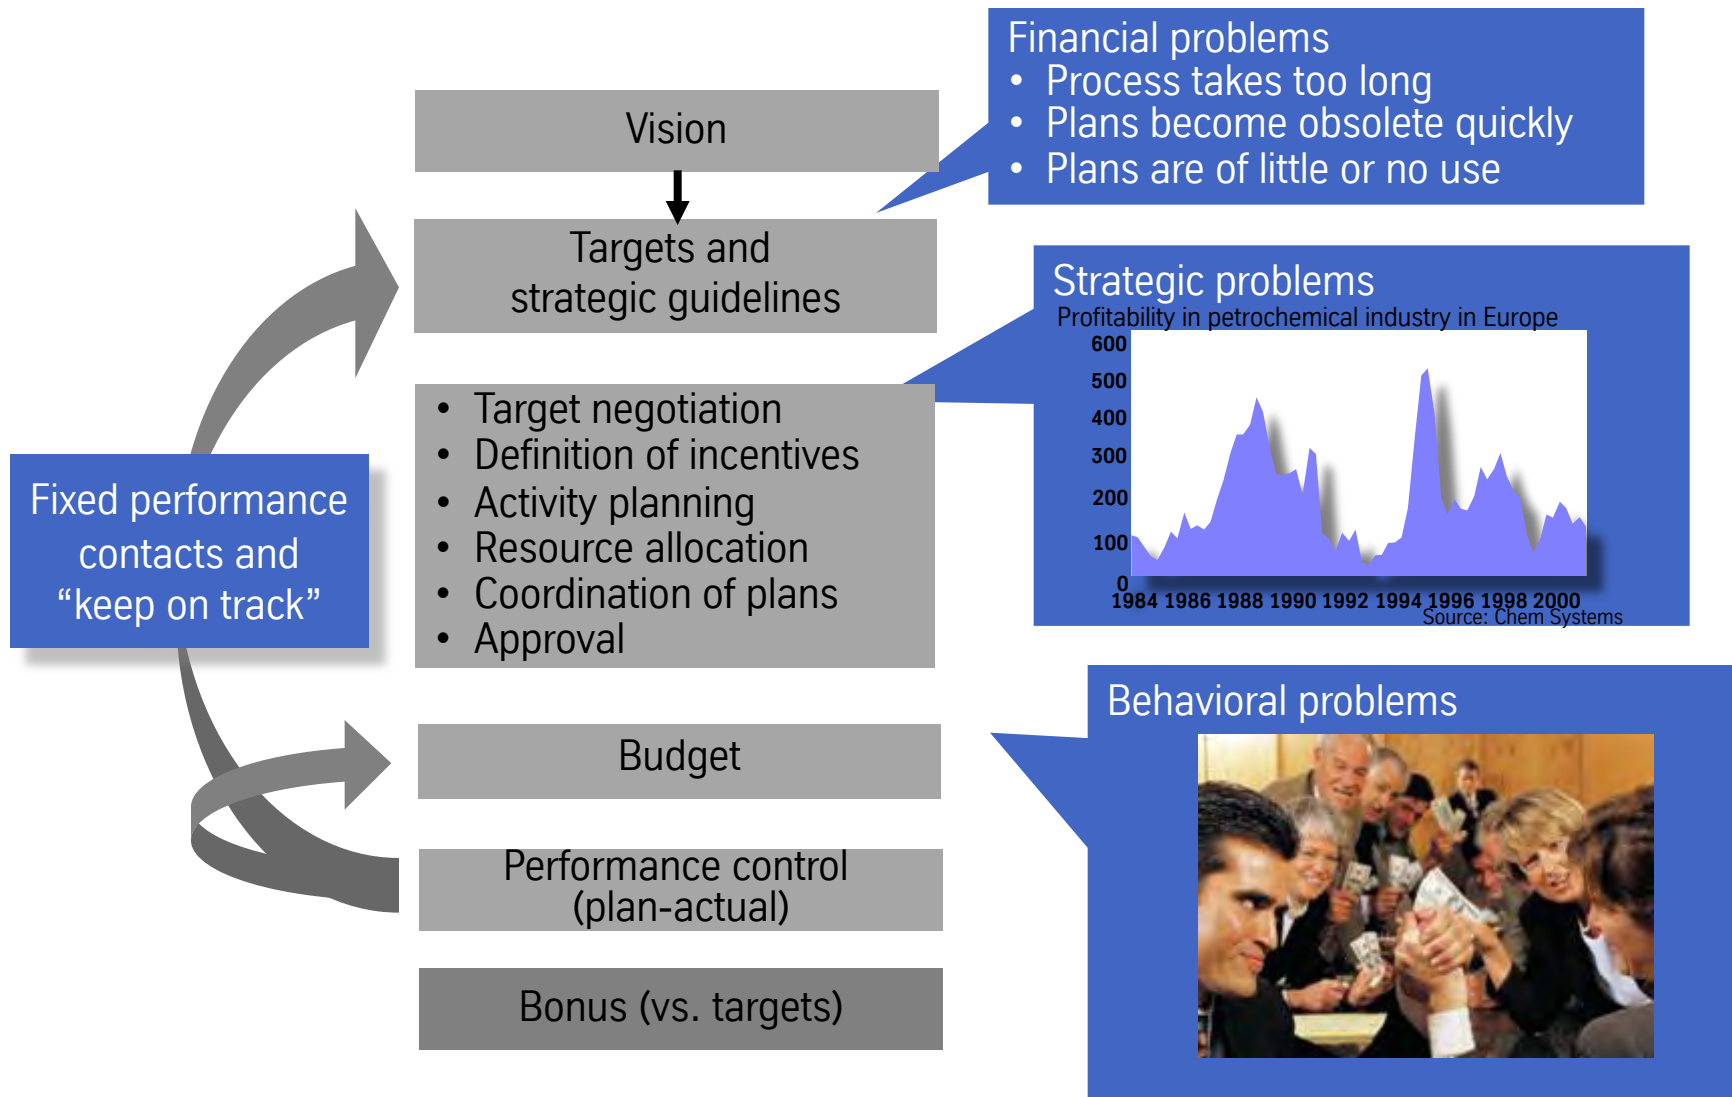 Financial problems
• Process takes too long
• Plans become obsolete quickly
• Plans are of little or no use
Vision
Targets and
strategic guidelines
Strategic problems
Profitability in petrochemical industry in Europe
600
500
400
300
200
100
0
1984 1986 1988 1990 1992 1994 1996 1998 2000
Source: Chem Systems
• Target negotiation
• Definition of incentives
• Activity planning
• Resource allocation
• Coordination of plans
• Approval
Fixed performance
contacts and
“keep on track”
Behavioral problems
Budget
Performance control
(plan-actual)
Bonus (vs. targets)